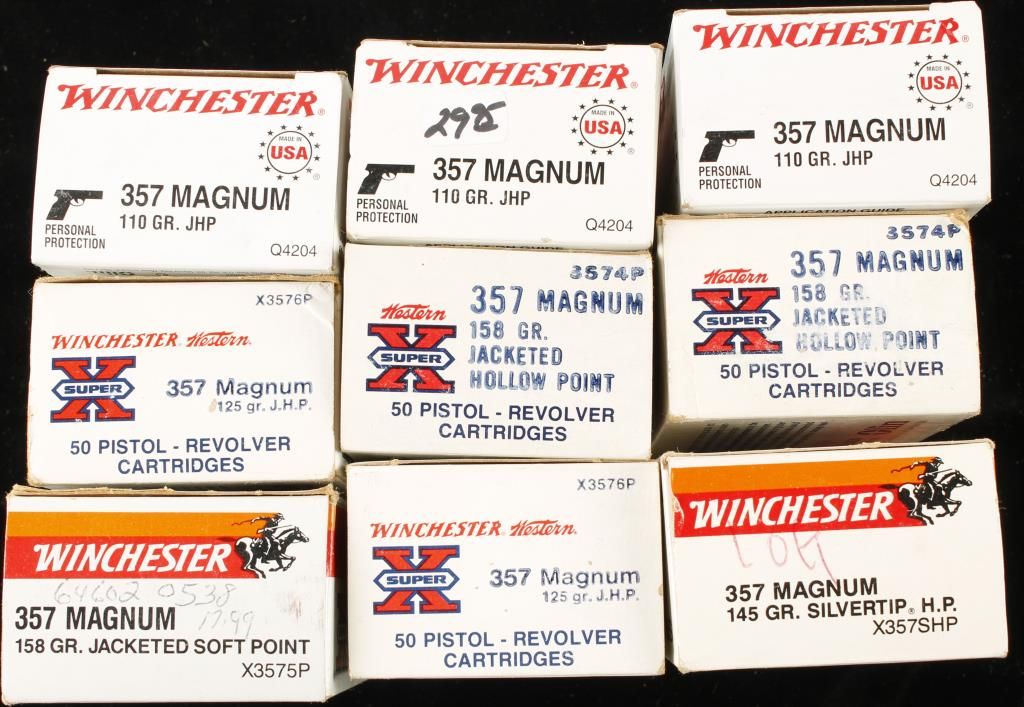 WINCHESTER®
MADE IN
USA
357 MAGNUM
110 GR. JHP
PERSONAL
PROTECTION
Q4204
WINCHESTER®
295
MADE IN
USA
357 MAGNUM
110 GR. JHP
PERSONAL
PROTECTION
Q4204
WINCHESTER®
MADE IN
USA
357 MAGNUM
110 GR. JHP
PERSONAL
PROTECTION
Q4204
APPLICATION GUIDE
X3576P
WINCHESTER Western
SUPER X
357 Magnum
125 gr. J.H.P.
50 PISTOL - REVOLVER
CARTRIDGES
3574P
Western
SUPER X
357 MAGNUM
158 GR.
JACKETED
HOLLOW POINT
50 PISTOL - REVOLVER
CARTRIDGES
3574P
Western
SUPER X
357 MAGNUM
158 GR.
JACKETED
HOLLOW POINT
50 PISTOL - REVOLVER
CARTRIDGES
WINCHESTER
64602 0538
17.99
357 MAGNUM
158 GR. JACKETED SOFT POINT
X3575P
X3576P
WINCHESTER Western
SUPER X
357 Magnum
125 gr. J.H.P.
50 PISTOL - REVOLVER
CARTRIDGES
WINCHESTER
357 MAGNUM
145 GR. SILVERTIP® H.P.
X357SHP